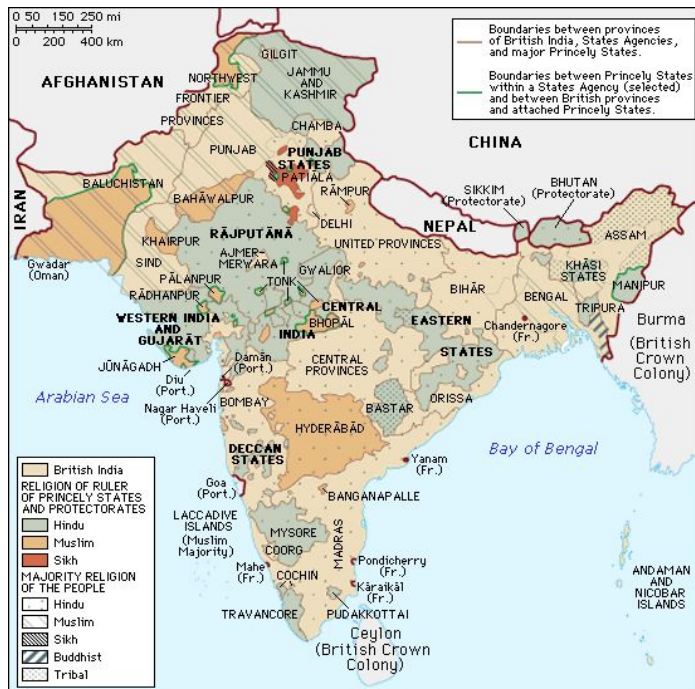 0 50 150 250 mi
0 200 400 km
Boundaries between provinces
of British India, States Agencies,
and major Princely States.
Boundaries between Princely States
within a States Agency (selected)
and between British provinces
and attached Princely States.
AFGHANISTAN
GILGIT
JAMMU
AND
KASHMIR
NORTHWEST
FRONTIER
PROVINCES
CHAMBA
CHINA
PUNJAB
PUNJAB
STATES
PATIALA
BALUCHISTAN
BAHĀWALPUR
RĀMPUR
DELHI
NEPAL
SIKKIM
(Protectorate)
BHUTAN
(Protectorate)
IRAN
RĀJPUTĀNĀ
UNITED PROVINCES
ASSAM
KHAIRPUR
AJMER-
MERWARA
Gwadar
(Oman)
SIND
GWALIOR
KHĀSI
STATES
PĀLANPUR
TONK
BIHĀR
MANIPUR
RĀDHANPUR
CENTRAL
BENGAL
TRIPURA
WESTERN INDIA
AND
GUJARĀT
INDIA
BHOPĀL
EASTERN
STATES
Chandernagore
(Fr.)
Burma
(British
Crown
Colony)
JŪNĀGADH
Damān
(Port.)
CENTRAL
PROVINCES
Diu
(Port.)
Nagar Haveli
(Port.)
BOMBAY
BASTAR
ORISSA
Arabian Sea
HYDERĀBĀD
Bay of Bengal
DECCAN
STATES
Yanam
(Fr.)
Goa
(Port.)
BANGANAPALLE
LACCADIVE
ISLANDS
(Muslim
Majority)
MYSORE
COORG
MADRAS
Mahe
(Fr.)
COCHIN
Pondicherry
(Fr.)
Kāraikāl
(Fr.)
ANDAMAN
AND
NICOBAR
ISLANDS
TRAVANCORE
PUDAKKOTTAI
Ceylon
(British Crown
Colony)
British India
RELIGION OF RULER
OF PRINCELY STATES
AND PROTECTORATES
Hindu
Muslim
Sikh
MAJORITY RELIGION
OF THE PEOPLE
Hindu
Muslim
Sikh
Buddhist
Tribal